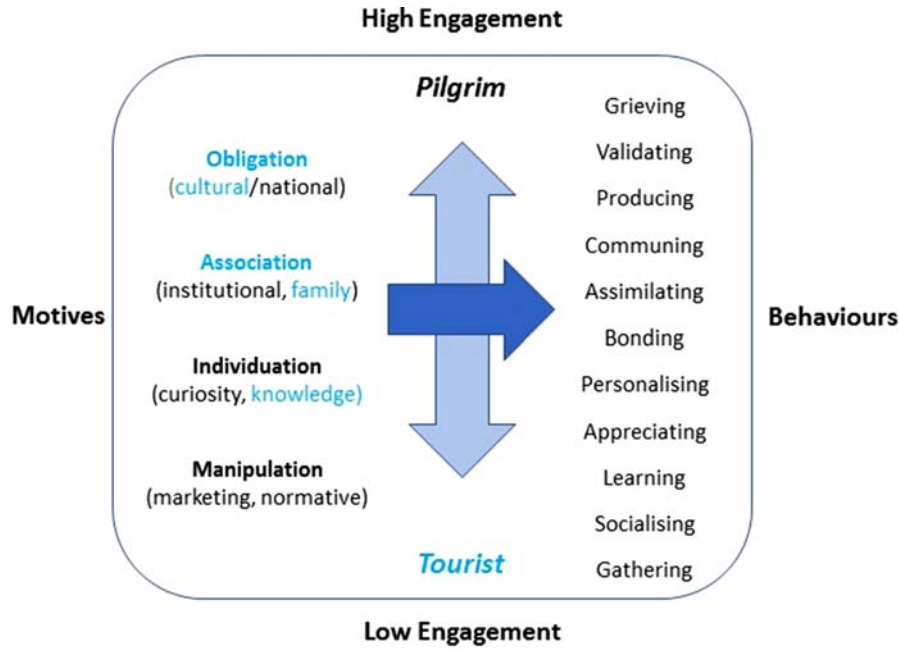 High Engagement
Pilgrim
Obligation
(cultural/national)
Association
(institutional, family)
Individuation
(curiosity, knowledge)
Manipulation
(marketing, normative)
Motives
Grieving
Validating
Producing
Communing
Assimilating
Bonding
Personalising
Appreciating
Learning
Socialising
Gathering
Behaviours
Tourist
Low Engagement